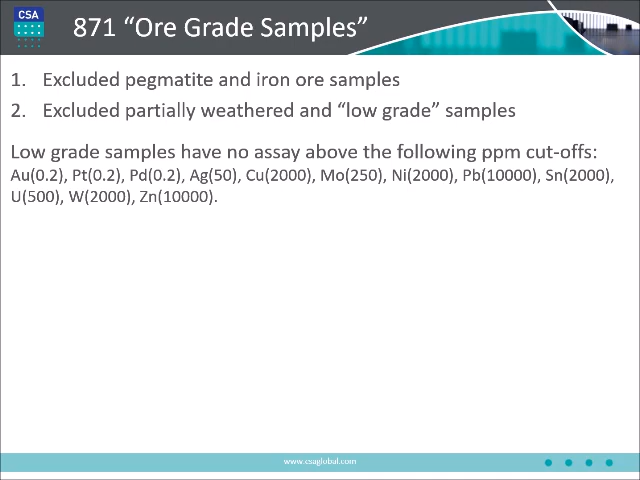 CSA
871 “Ore Grade Samples”
1. Excluded pegmatite and iron ore samples
2. Excluded partially weathered and “low grade” samples
Low grade samples have no assay above the following ppm cut-offs:
Au(0.2), Pt(0.2), Pd(0.2), Ag(50), Cu(2000), Mo(250), Ni(2000), Pb(10000), Sn(2000),
U(500), W(2000), Zn(10000).
www.csaglobal.com